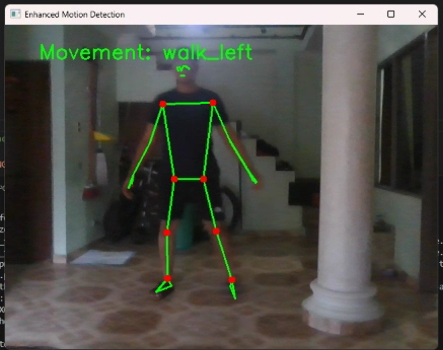 Enhanced Motion Detection
Movement: walk_left